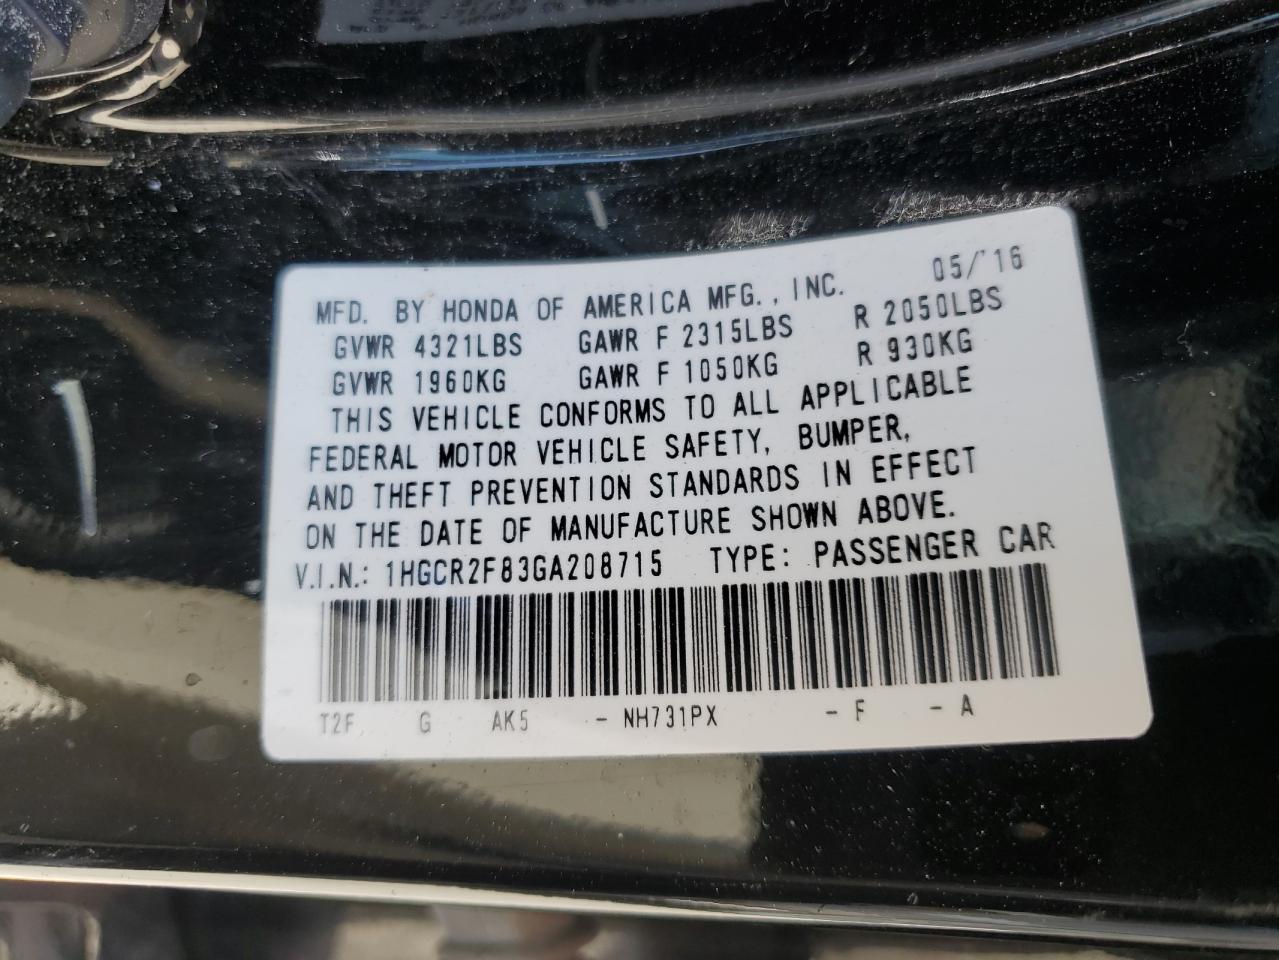 MFD. BY HONDA OF AMERICA MFG., INC. 05/'16
GVWR 4321LBS GAWR F 2315LBS R 2050LBS
GVWR 1960KG GAWR F 1050KG R 930KG
THIS VEHICLE CONFORMS TO ALL APPLICABLE
FEDERAL MOTOR VEHICLE SAFETY, BUMPER,
AND THEFT PREVENTION STANDARDS IN EFFECT
ON THE DATE OF MANUFACTURE SHOWN ABOVE.
V.I.N.: 1HGCR2F83GA208715 TYPE: PASSENGER CAR
T2F G AK5 - NH731PX - F - A